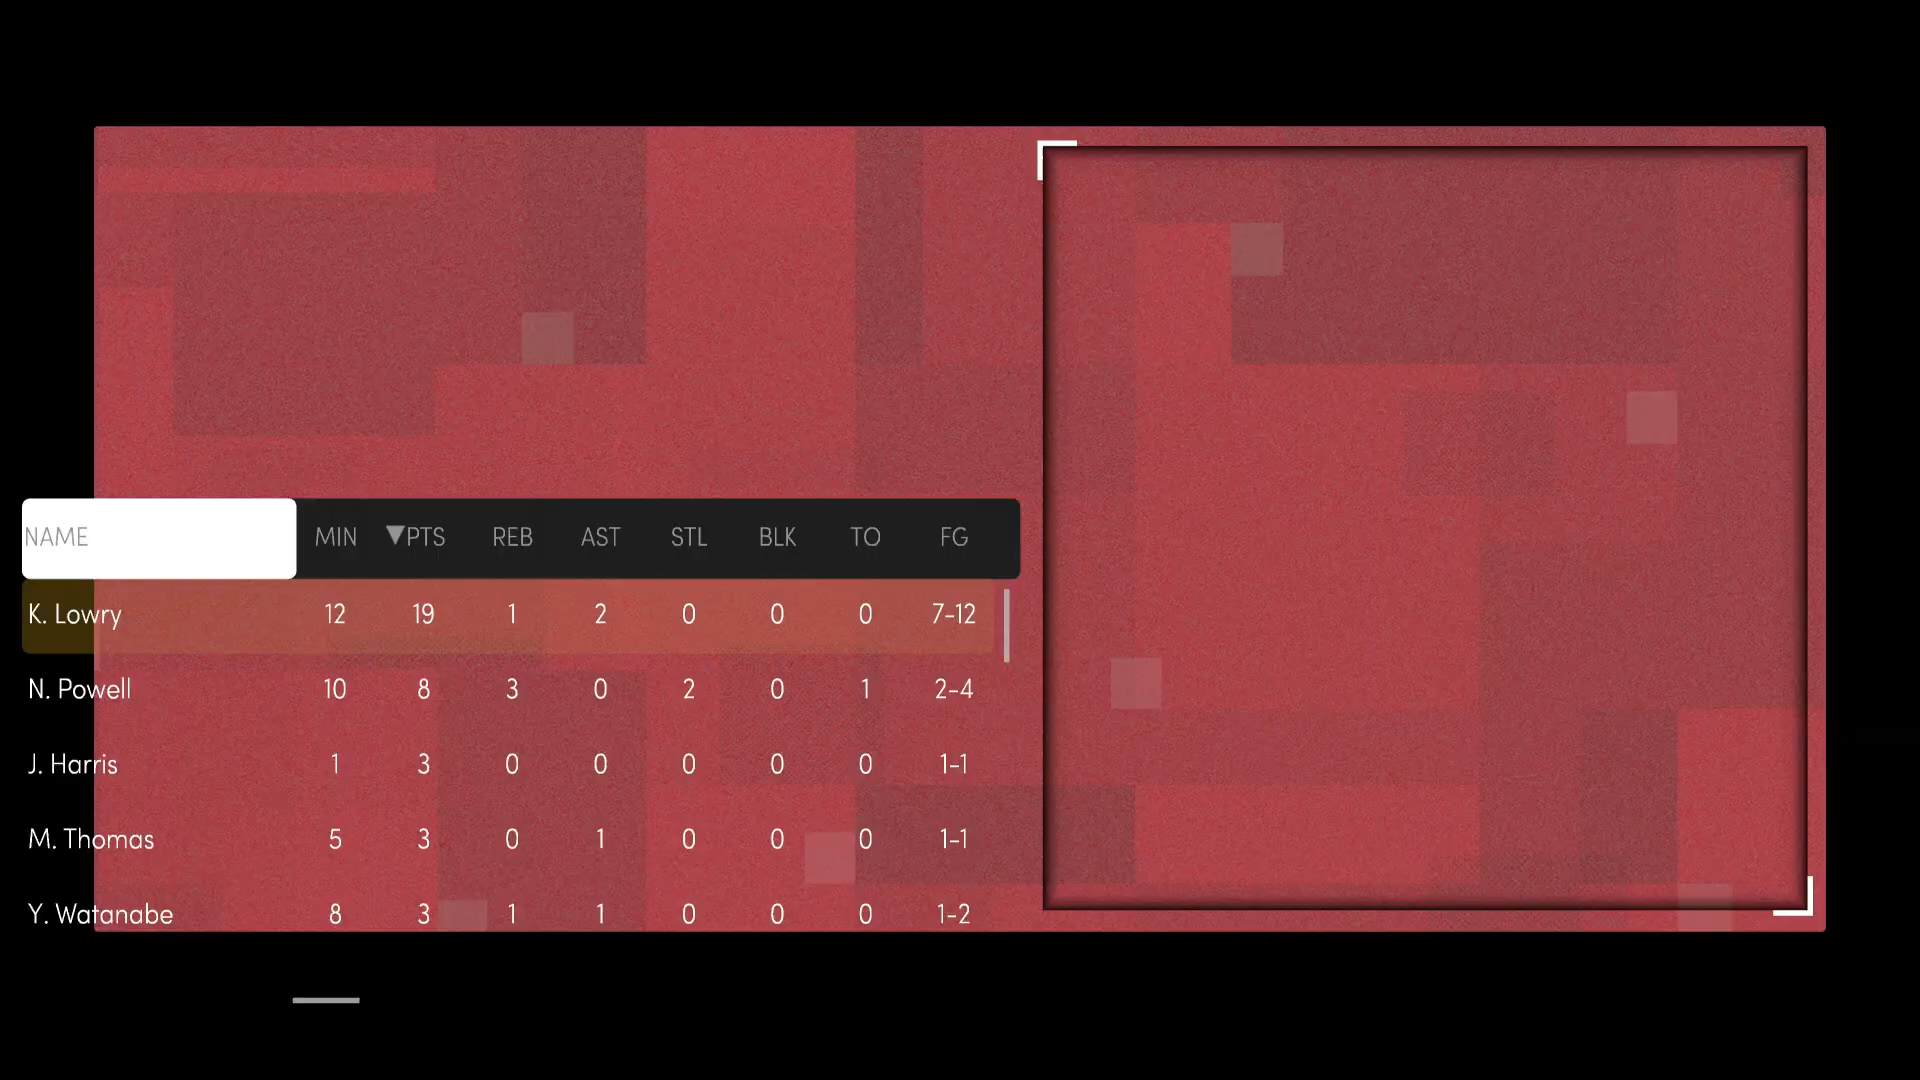 NAME MIN ▼PTS REB AST STL BLK TO FG
K. Lowry 12 19 1 2 0 0 0 7-12
N. Powell 10 8 3 0 2 0 1 2-4
J. Harris 1 3 0 0 0 0 0 1-1
M. Thomas 5 3 0 1 0 0 0 1-1
Y. Watanabe 8 3 1 1 0 0 0 1-2